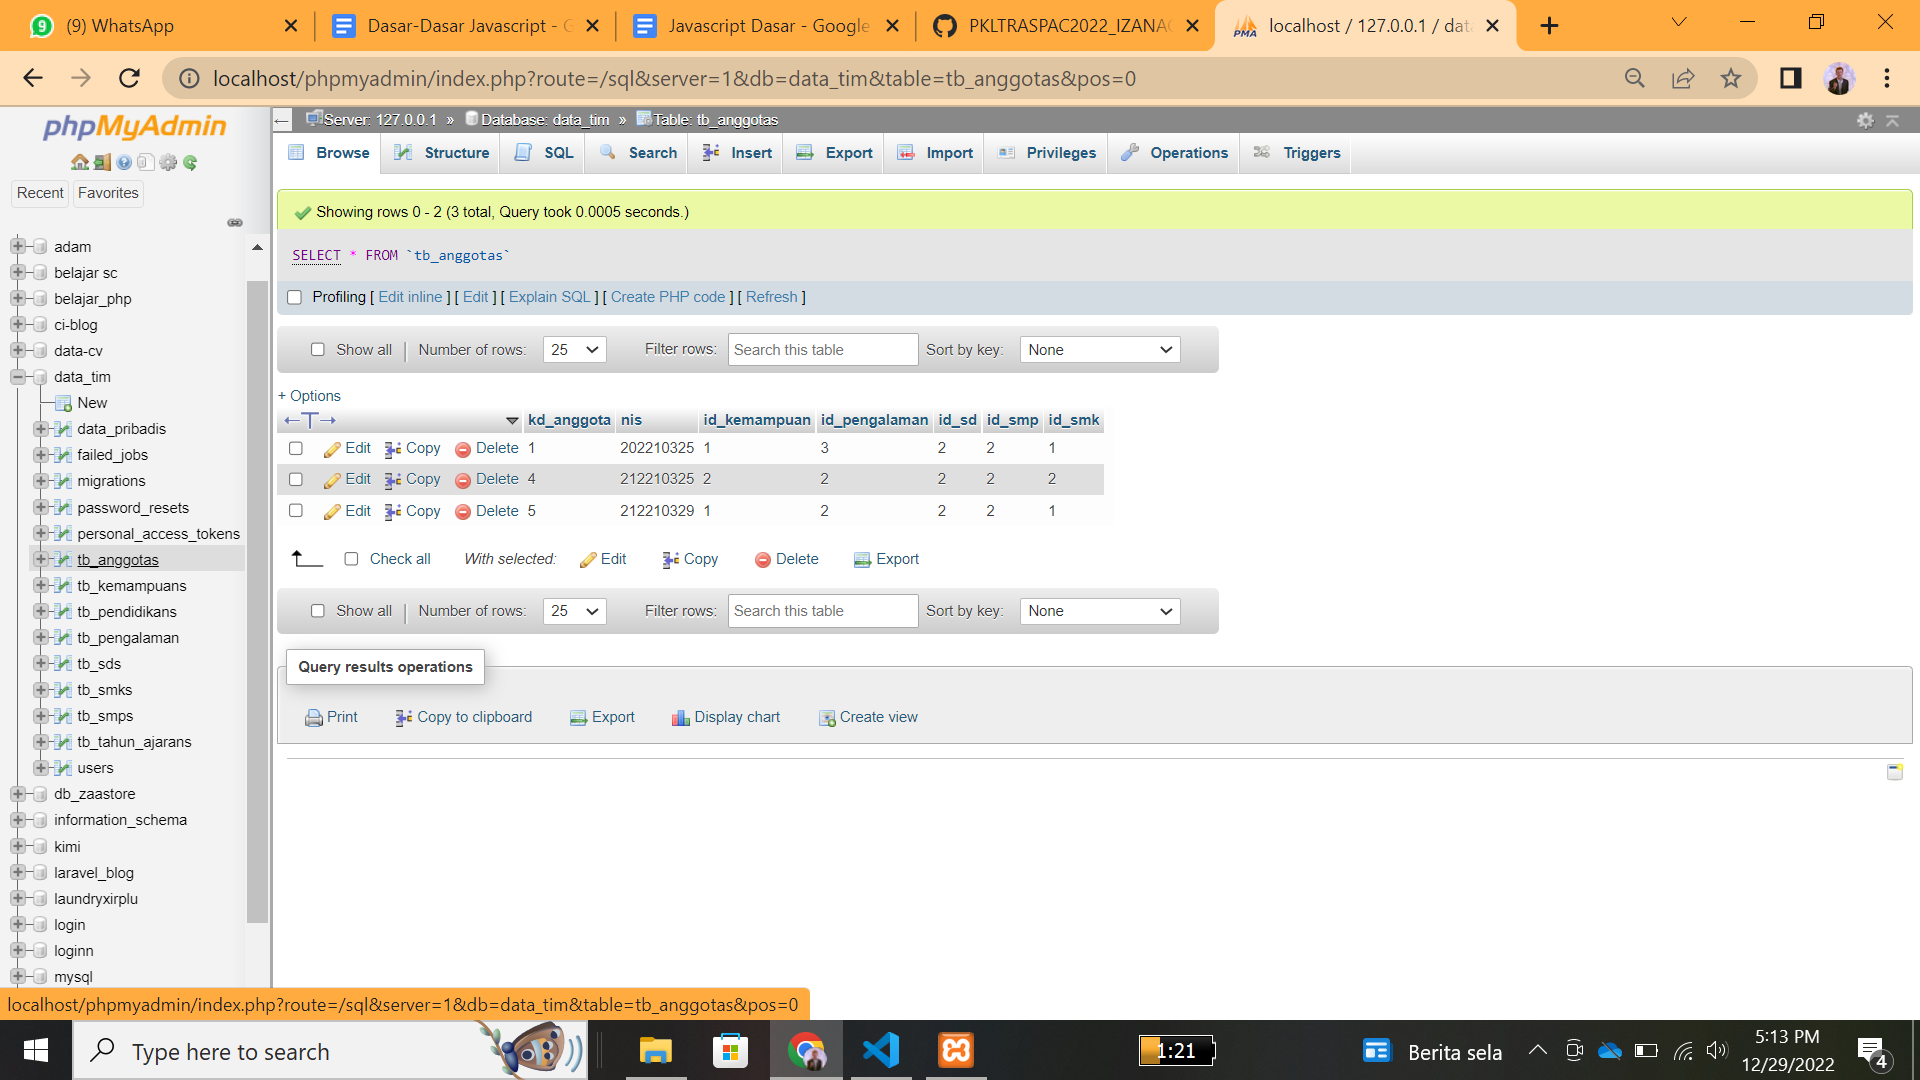 (9) WhatsApp
Dasar-Dasar Javascript - G
Javascript Dasar - Google
PKLTRASPAC2022_IZANA
localhost / 127.0.0.1 / data
localhost/phpmyadmin/index.php?route=/sql&server=1&db=data_tim&table=tb_anggotas&pos=0
phpMyAdmin
Recent
Favorites
adam
belajar sc
belajar_php
ci-blog
data-cv
data_tim
New
data_pribadis
failed_jobs
migrations
password_resets
personal_access_tokens
tb_anggotas
tb_kemampuans
tb_pendidikans
tb_pengalaman
tb_sds
tb_smks
tb_smps
tb_tahun_ajarans
users
db_zaastore
information_schema
kimi
laravel_blog
laundryxirplu
login
loginn
mysql
Server: 127.0.0.1 » Database: data_tim » Table: tb_anggotas
Browse Structure SQL Search Insert Export Import Privileges Operations Triggers
Showing rows 0 - 2 (3 total, Query took 0.0005 seconds.)
SELECT * FROM `tb_anggotas`
Profiling [ Edit inline ] [ Edit ] [ Explain SQL ] [ Create PHP code ] [ Refresh ]
Show all | Number of rows: 25 Filter rows: Search this table Sort by key: None
+ Options
←T→ kd_anggota nis id_kemampuan id_pengalaman id_sd id_smp id_smk
Edit Copy Delete 1 202210325 1 3 2 2 1
Edit Copy Delete 4 212210325 2 2 2 2 2
Edit Copy Delete 5 212210329 1 2 2 2 1
Check all With selected: Edit Copy Delete Export
Show all | Number of rows: 25 Filter rows: Search this table Sort by key: None
Query results operations
Print Copy to clipboard Export Display chart Create view
localhost/phpmyadmin/index.php?route=/sql&server=1&db=data_tim&table=tb_anggotas&pos=0
Type here to search
1:21
Berita sela
5:13 PM
12/29/2022
4